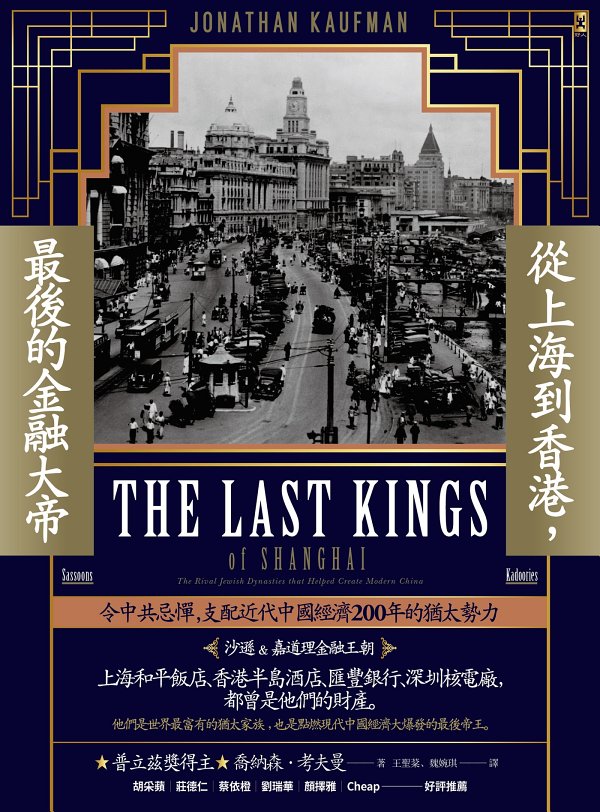 JONATHAN KAUFMAN
野人
從上海到香港，
最後的金融大帝
THE LAST KINGS
of SHANGHAI
Sassoons
Kadoories
The Rival Jewish Dynasties that Helped Create Modern China
令中共忌憚，支配近代中國經濟200年的猶太勢力
沙遜 & 嘉道理金融王朝
上海和平飯店、香港半島酒店、匯豐銀行、深圳核電廠，
都曾是他們的財產。
他們是世界最富有的猶太家族，也是點燃現代中國經濟大爆發的最後帝王。
★普立茲獎得主★喬納森・考夫曼——著 王聖棻、魏婉琪——譯
胡采蘋｜莊德仁｜蔡依橙｜劉瑞華｜顏擇雅｜Cheap——好評推薦